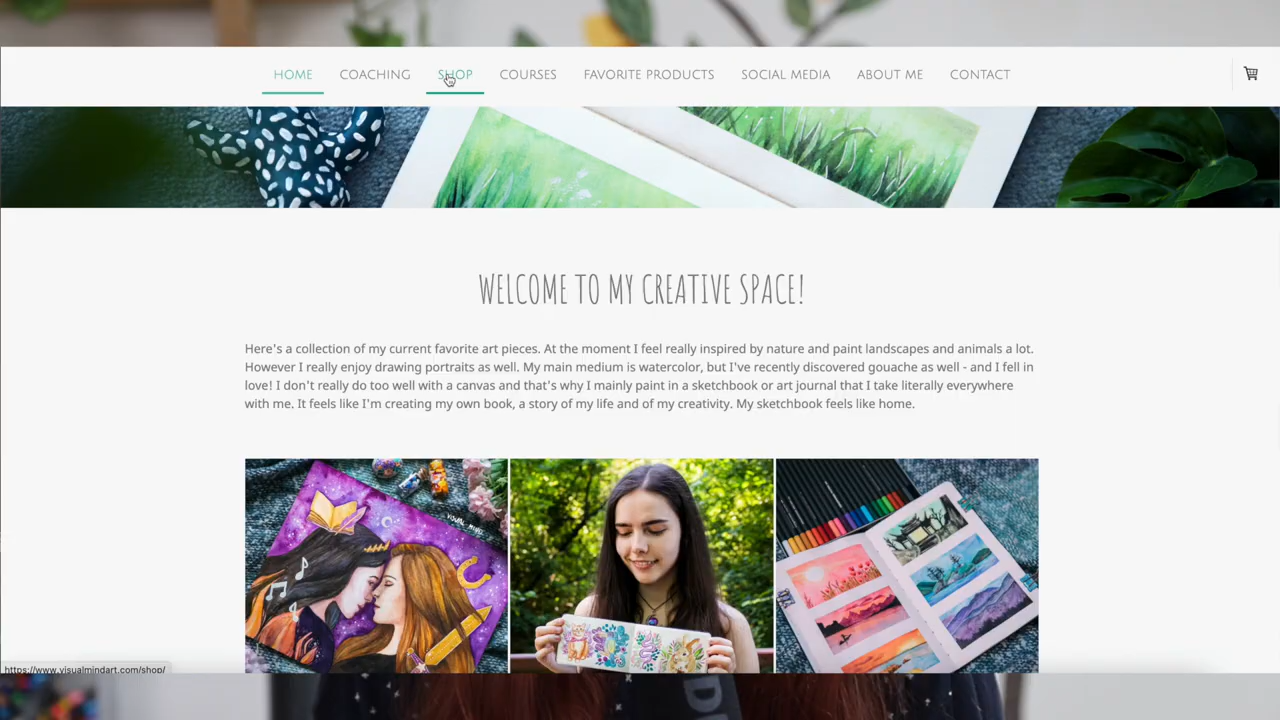 HOME COACHING SHOP COURSES FAVORITE PRODUCTS SOCIAL MEDIA ABOUT ME CONTACT
WELCOME TO MY CREATIVE SPACE!
Here's a collection of my current favorite art pieces. At the moment I feel really inspired by nature and paint landscapes and animals a lot.
However I really enjoy drawing portraits as well. My main medium is watercolor, but I've recently discovered gouache as well - and I fell in
love! I don't really do too well with a canvas and that's why I mainly paint in a sketchbook or art journal that I take literally everywhere
with me. It feels like I'm creating my own book, a story of my life and of my creativity. My sketchbook feels like home.
https://www.visualmindart.com/shop/